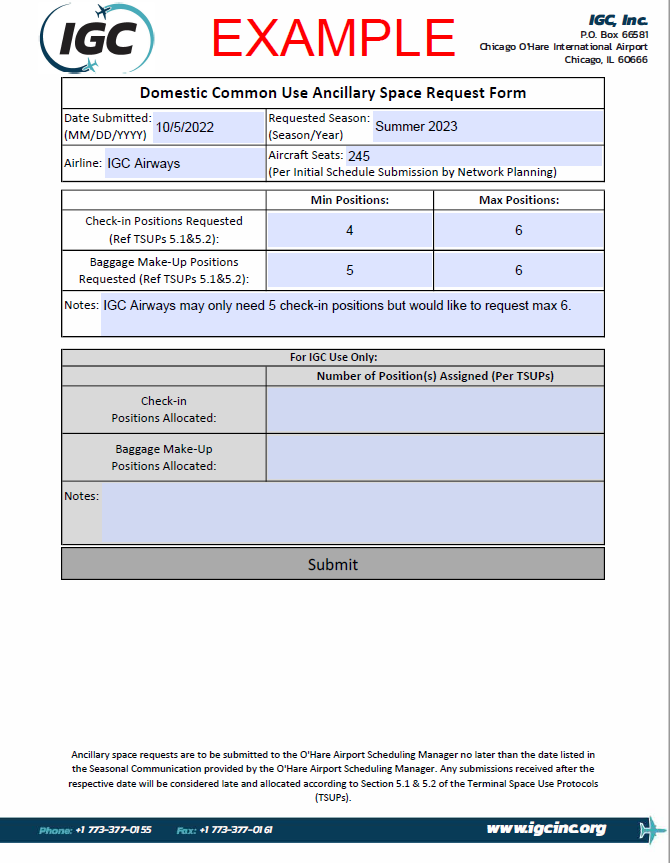 IGC
EXAMPLE
IGC, Inc.
P.O. Box 66581
Chicago O'Hare International Airport
Chicago, IL 60666
Domestic Common Use Ancillary Space Request Form
Date Submitted: (MM/DD/YYYY) 10/5/2022
Requested Season: (Season/Year) Summer 2023
Airline: IGC Airways
Aircraft Seats: 245
(Per Initial Schedule Submission by Network Planning)
Min Positions: Max Positions:
Check-in Positions Requested
(Ref TSUPs 5.1&5.2): 4 6
Baggage Make-Up Positions
Requested (Ref TSUPs 5.1&5.2): 5 6
Notes: IGC Airways may only need 5 check-in positions but would like to request max 6.
For IGC Use Only:
Number of Position(s) Assigned (Per TSUPs)
Check-in
Positions Allocated:
Baggage Make-Up
Positions Allocated:
Notes:
Submit
Ancillary space requests are to be submitted to the O'Hare Airport Scheduling Manager no later than the date listed in
the Seasonal Communication provided by the O'Hare Airport Scheduling Manager. Any submissions received after the
respective date will be considered late and allocated according to Section 5.1 & 5.2 of the Terminal Space Use Protocols
(TSUPs).
Phone: +1 773-377-0155 Fax: +1 773-377-0161 www.igcinc.org